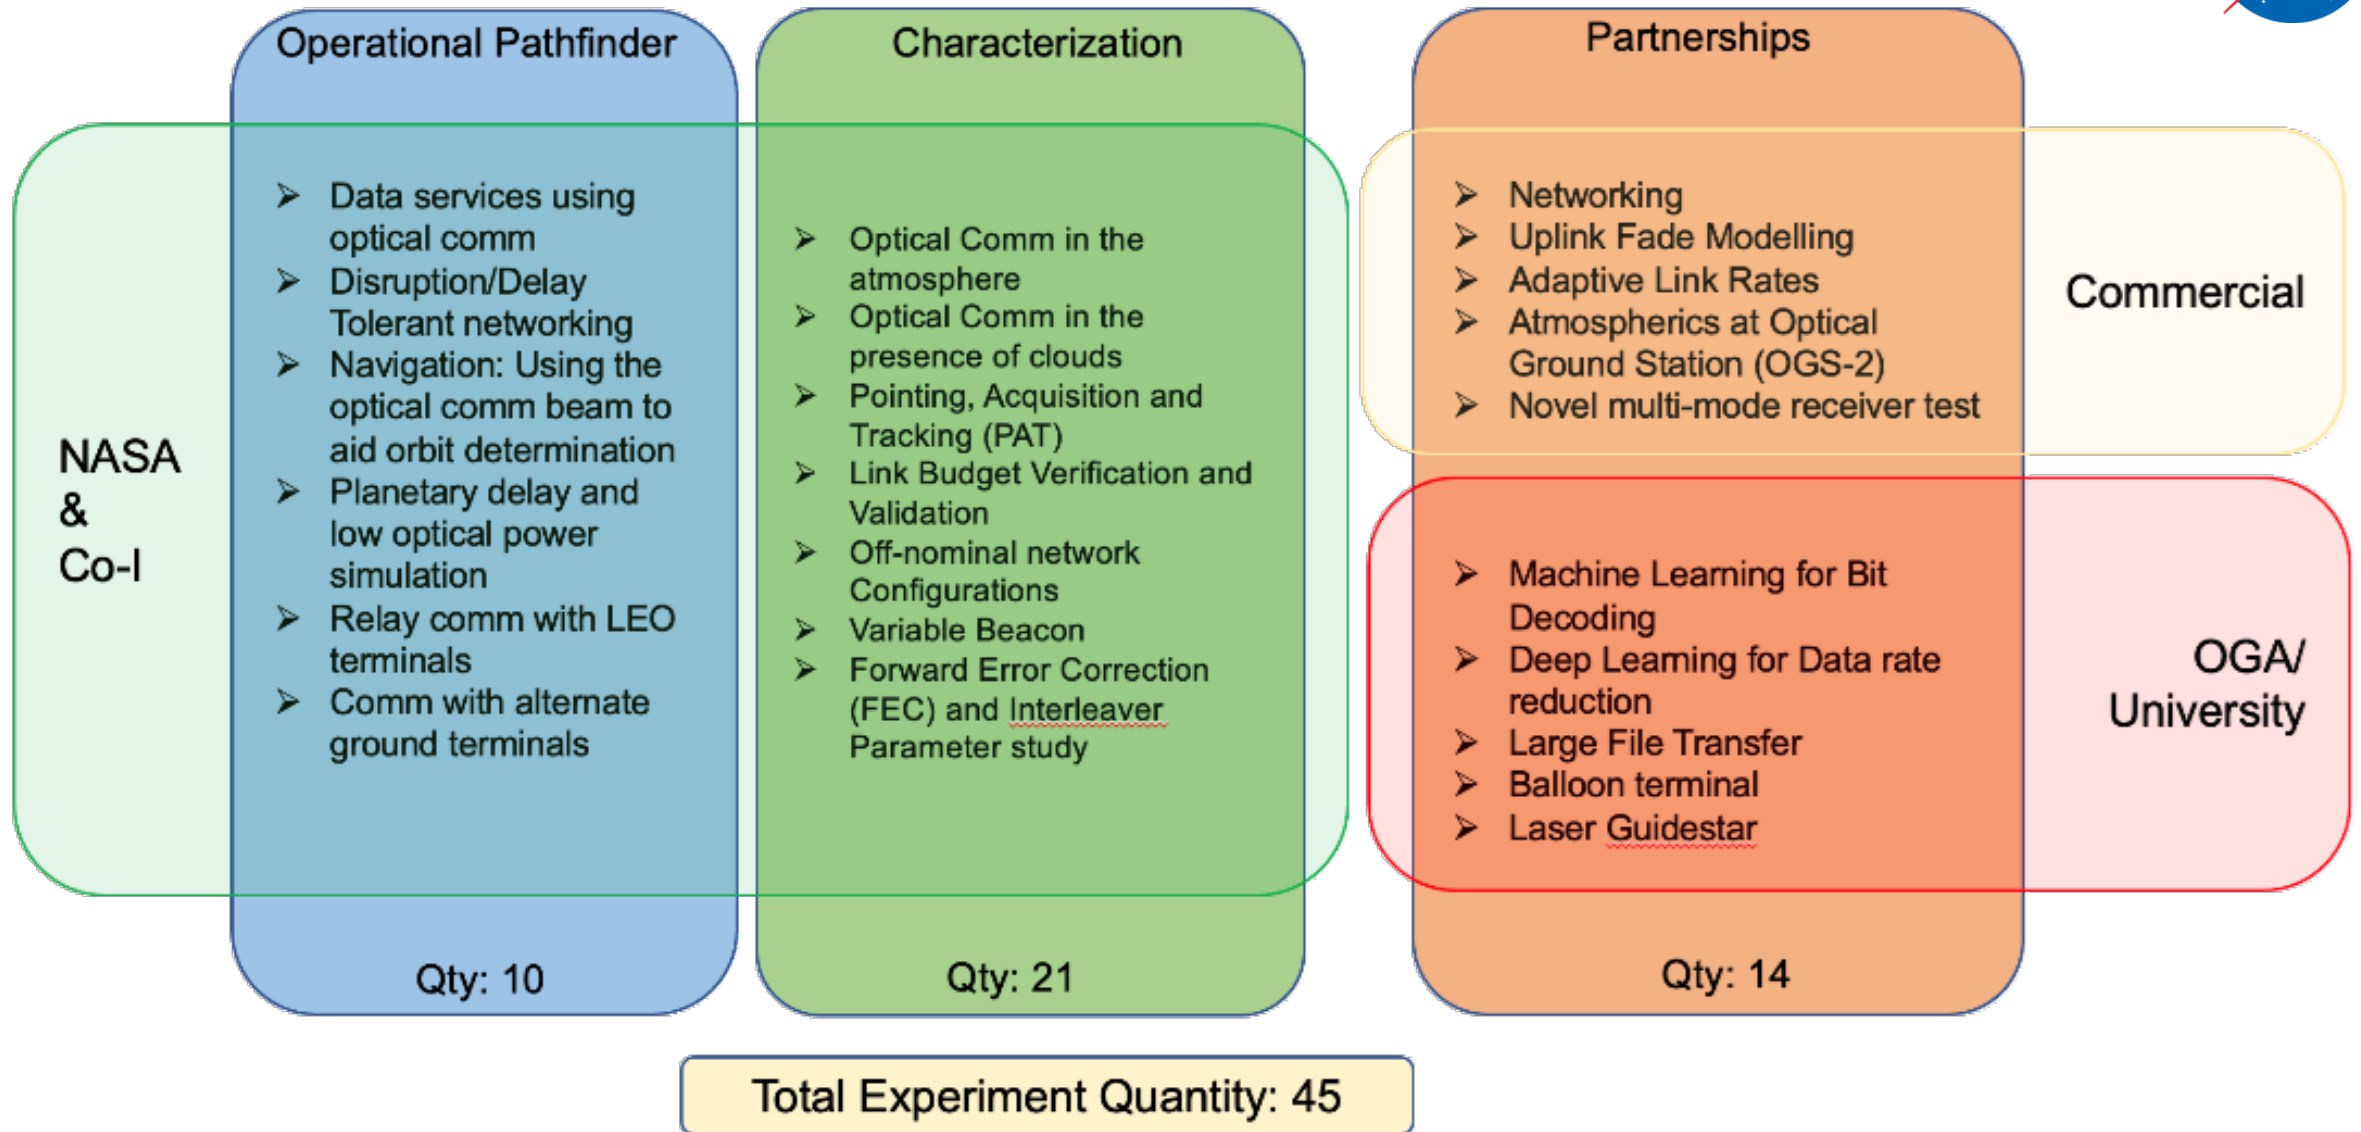 Operational Pathfinder
Characterization
Partnerships
NASA
&
Co-I
➢ Data services using
optical comm
➢ Disruption/Delay
Tolerant networking
➢ Navigation: Using the
optical comm beam to
aid orbit determination
➢ Planetary delay and
low optical power
simulation
➢ Relay comm with LEO
terminals
➢ Comm with alternate
ground terminals
➢ Optical Comm in the
atmosphere
➢ Optical Comm in the
presence of clouds
➢ Pointing, Acquisition and
Tracking (PAT)
➢ Link Budget Verification and
Validation
➢ Off-nominal network
Configurations
➢ Variable Beacon
➢ Forward Error Correction
(FEC) and Interleaver
Parameter study
➢ Networking
➢ Uplink Fade Modelling
➢ Adaptive Link Rates
➢ Atmospherics at Optical
Ground Station (OGS-2)
➢ Novel multi-mode receiver test
Commercial
➢ Machine Learning for Bit
Decoding
➢ Deep Learning for Data rate
reduction
➢ Large File Transfer
➢ Balloon terminal
➢ Laser Guidestar
OGA/
University
Qty: 10
Qty: 21
Qty: 14
Total Experiment Quantity: 45